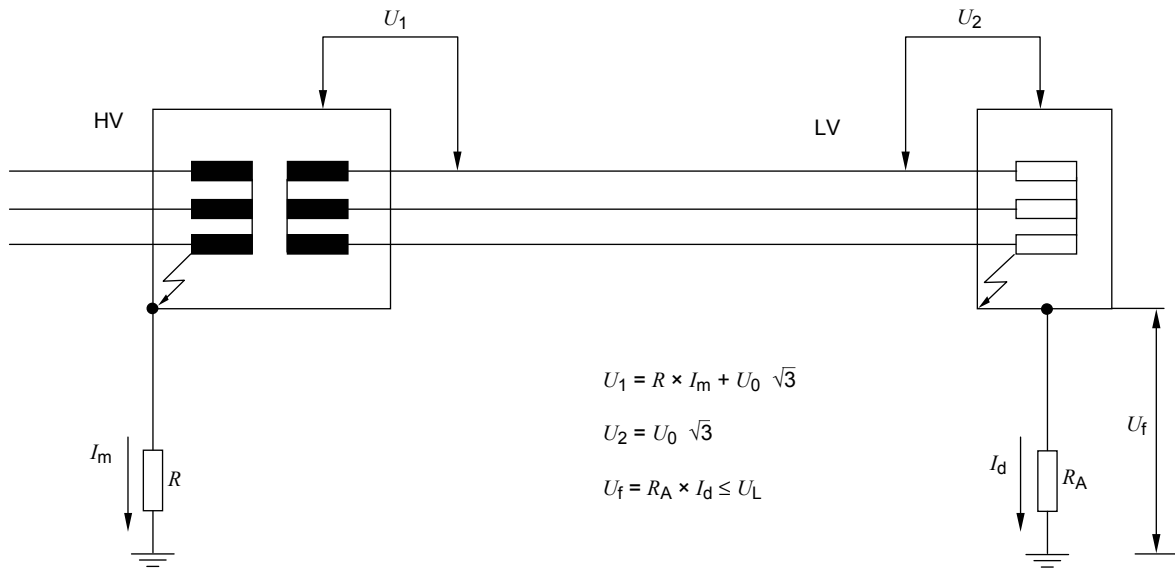 U1
U2
HV
LV
U1 = R × Im + U0 √3
U2 = U0 √3
Uf = RA × Id ≤ UL
Im
R
Id
RA
Uf